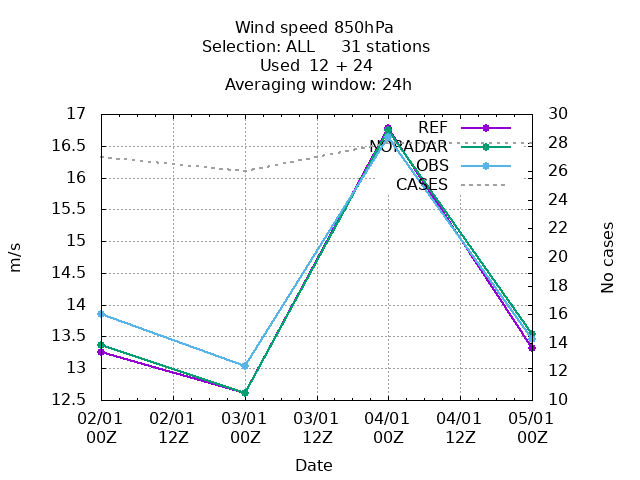 Wind speed 850hPa
Selection: ALL 31 stations
Used 12 + 24
Averaging window: 24h
17
16.5
16
15.5
15
14.5
14
13.5
13
12.5
m/s
30
28
26
24
22
20
18
16
14
12
10
No cases
REF
NORADAR
OBS
CASES
02/01 02/01 03/01 03/01 04/01 04/01 05/01
00Z 12Z 00Z 12Z 00Z 12Z 00Z
Date